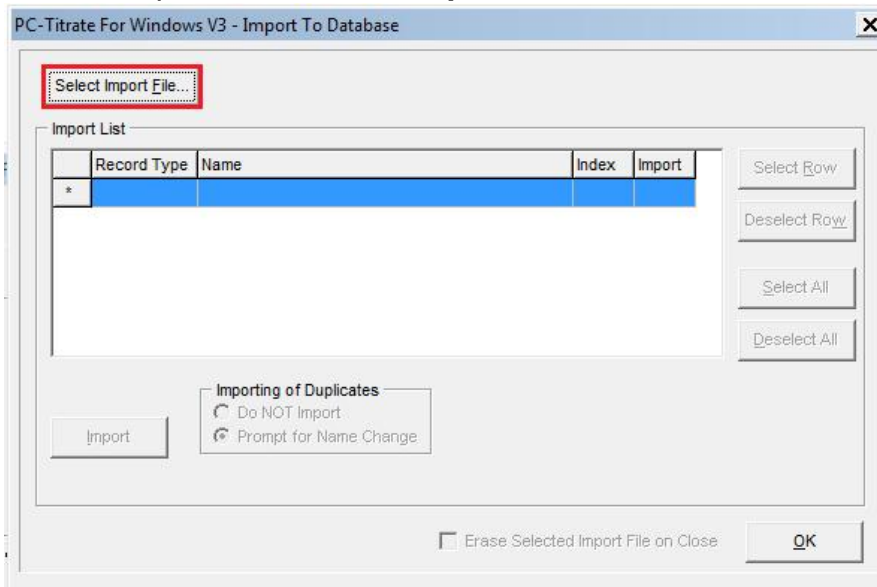 PC-Titrate For Windows V3 - Import To Database
Select Import File...
Import List
Record Type Name Index Import
*
Select Row
Deselect Row
Select All
Deselect All
Importing of Duplicates
Do NOT Import
Prompt for Name Change
Import
Erase Selected Import File on Close
OK